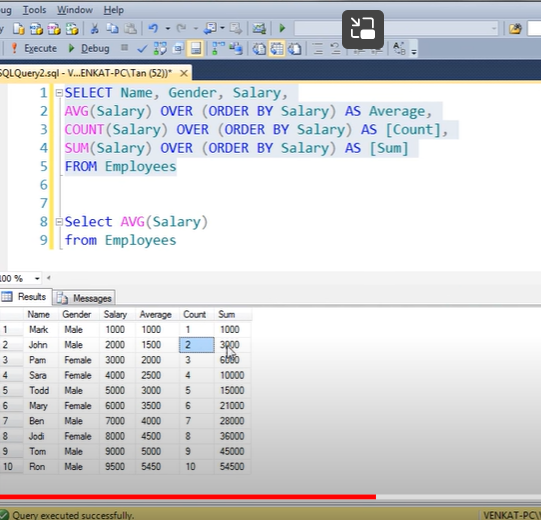 ug Tools Window Help
Execute Debug
SQLQuery2.sql - V...ENKAT-PC\Tan (52))* ×
1 SELECT Name, Gender, Salary,
2 AVG(Salary) OVER (ORDER BY Salary) AS Average,
3 COUNT(Salary) OVER (ORDER BY Salary) AS [Count],
4 SUM(Salary) OVER (ORDER BY Salary) AS [Sum]
5 FROM Employees
6
7
8 Select AVG(Salary)
9 from Employees
100 %
Results Messages
Name Gender Salary Average Count Sum
1 Mark Male 1000 1000 1 1000
2 John Male 2000 1500 2 3000
3 Pam Female 3000 2000 3 6000
4 Sara Female 4000 2500 4 10000
5 Todd Male 5000 3000 5 15000
6 Mary Female 6000 3500 6 21000
7 Ben Male 7000 4000 7 28000
8 Jodi Female 8000 4500 8 36000
9 Tom Male 9000 5000 9 45000
10 Ron Male 9500 5450 10 54500
Query executed successfully. VENKAT-PC\